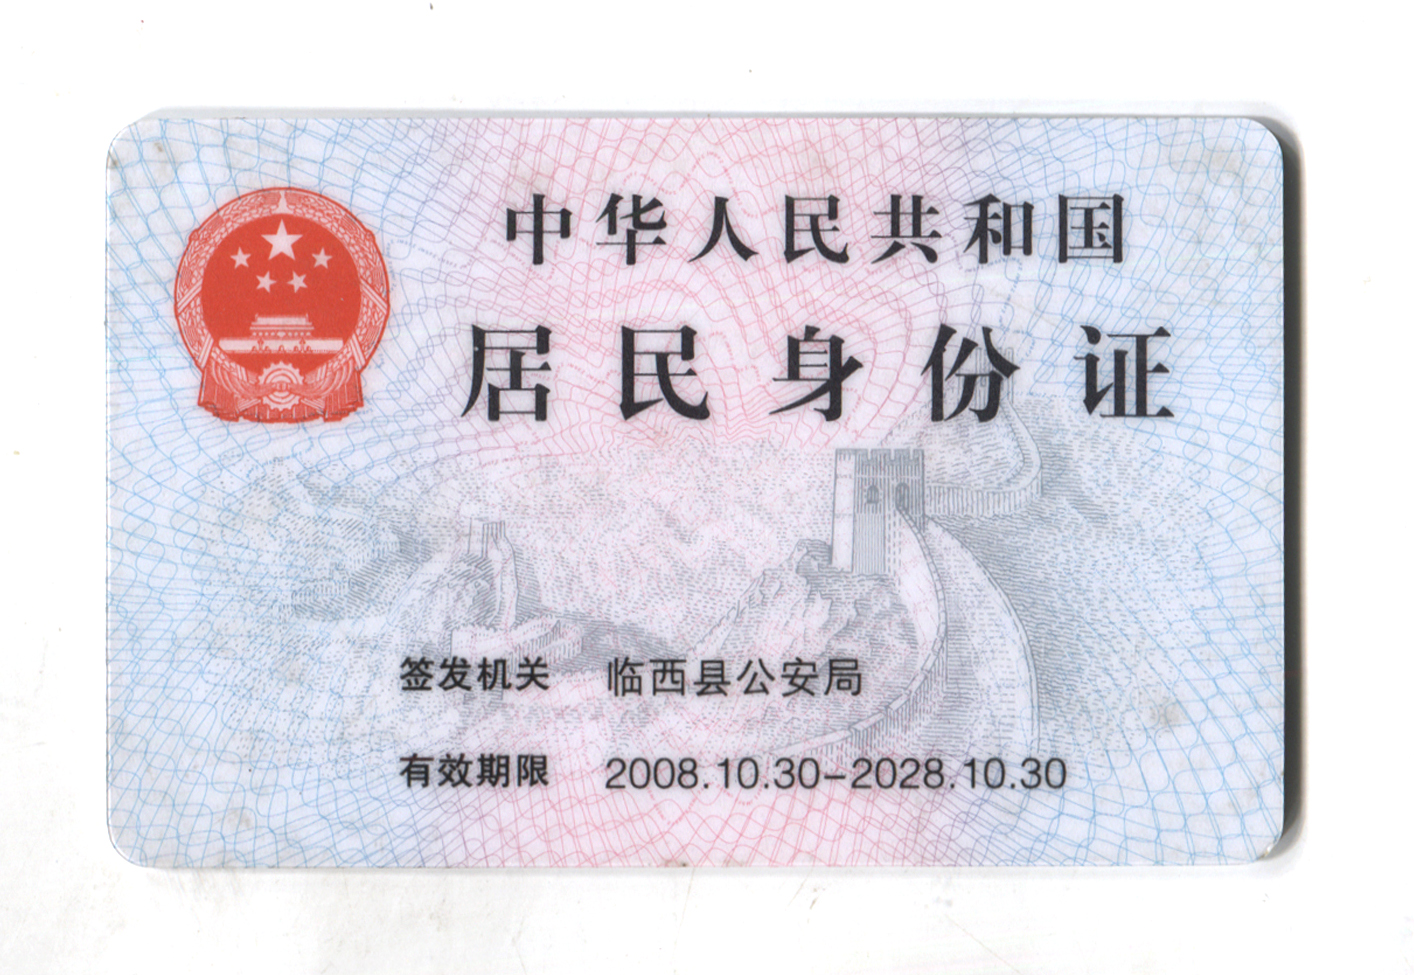 中华人民共和国
居民身份证
签发机关 临西县公安局
有效期限 2008.10.30-2028.10.30